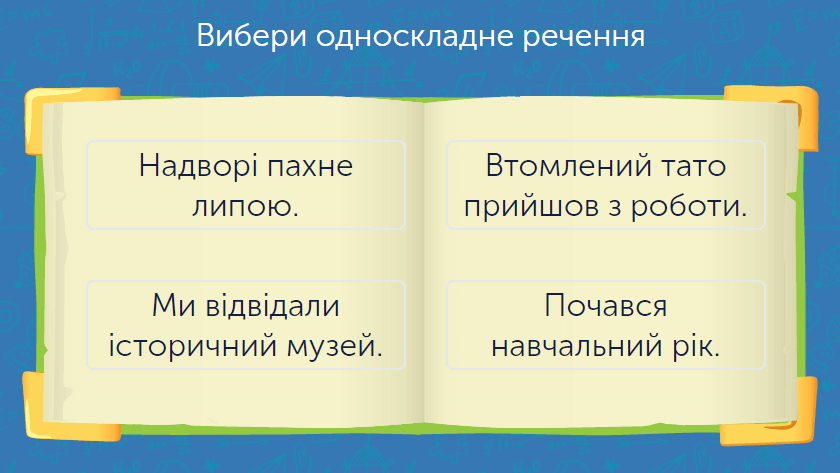 Вибери односкладне речення
Надворі пахне
липою.
Втомлений тато
прийшов з роботи.
Ми відвідали
історичний музей.
Почався
навчальний рік.